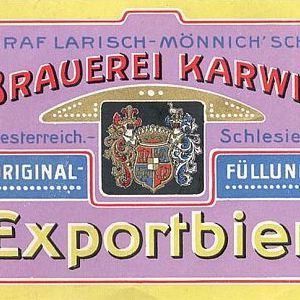 RAF LARISCH-MÖNNICH'SCH
BRAUEREI KARWI
esterreich.- Schlesie
ORIGINAL- FÜLLUN
Exportbier